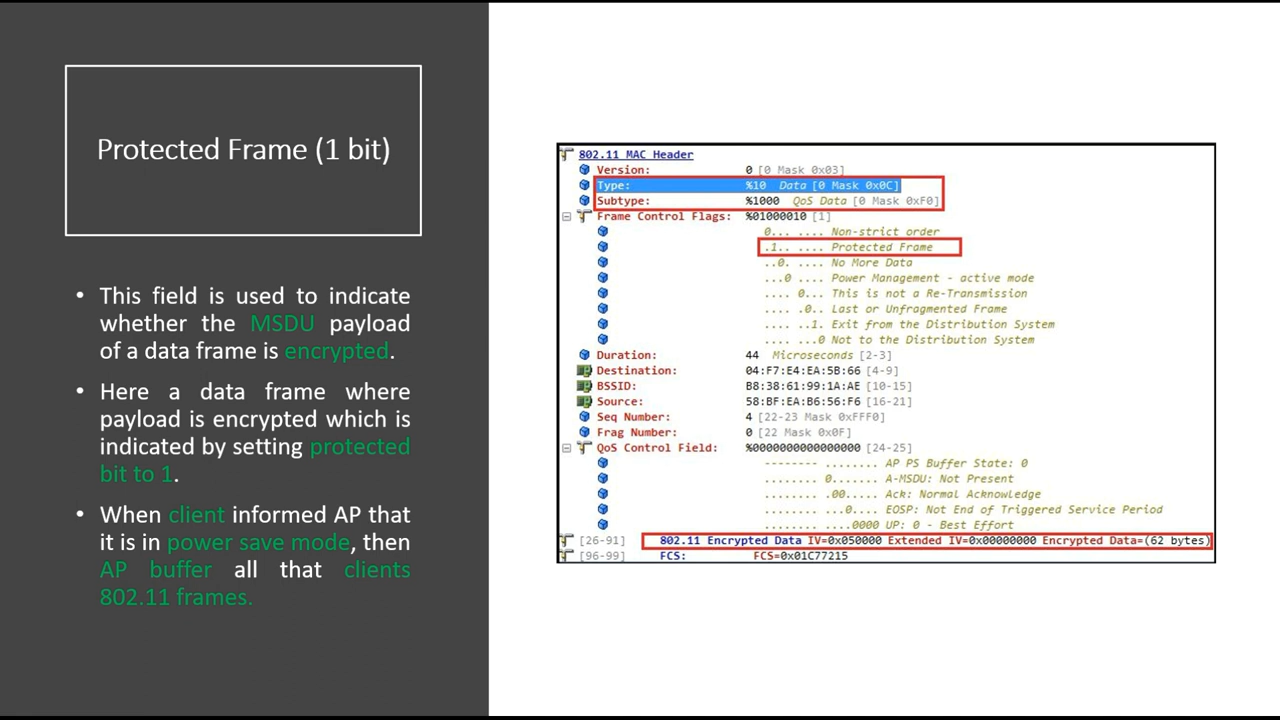 Protected Frame (1 bit)
• This field is used to indicate
whether the MSDU payload
of a data frame is encrypted.
• Here a data frame where
payload is encrypted which is
indicated by setting protected
bit to 1.
• When client informed AP that
it is in power save mode, then
AP buffer all that clients
802.11 frames.
802.11 MAC Header
Version: 0 [0 Mask 0x03]
Type: %10 Data [0 Mask 0x0C]
Subtype: %1000 QoS Data [0 Mask 0xF0]
Frame Control Flags: %01000010 [1]
0... .... Non-strict order
.1.. .... Protected Frame
..0. .... No More Data
...0 .... Power Management - active mode
.... 0... This is not a Re-Transmission
.... .0.. Last or Unfragmented Frame
.... ..1. Exit from the Distribution System
.... ...0 Not to the Distribution System
Duration: 44 Microseconds [2-3]
Destination: 04:F7:E4:EA:5B:66 [4-9]
BSSID: B8:38:61:99:1A:AE [10-15]
Source: 58:BF:EA:B6:56:F6 [16-21]
Seq Number: 4 [22-23 Mask 0xFFF0]
Frag Number: 0 [22 Mask 0x0F]
QoS Control Field: %0000000000000000 [24-25]
-------- ........ AP PS Buffer State: 0
........ 0....... A-MSDU: Not Present
........ .00..... Ack: Normal Acknowledge
........ ...0.... EOSP: Not End of Triggered Service Period
........ ....0000 UP: 0 - Best Effort
[26-91] 802.11 Encrypted Data IV=0x050000 Extended IV=0x00000000 Encrypted Data=(62 bytes)
[96-99] FCS: FCS=0x01C77215